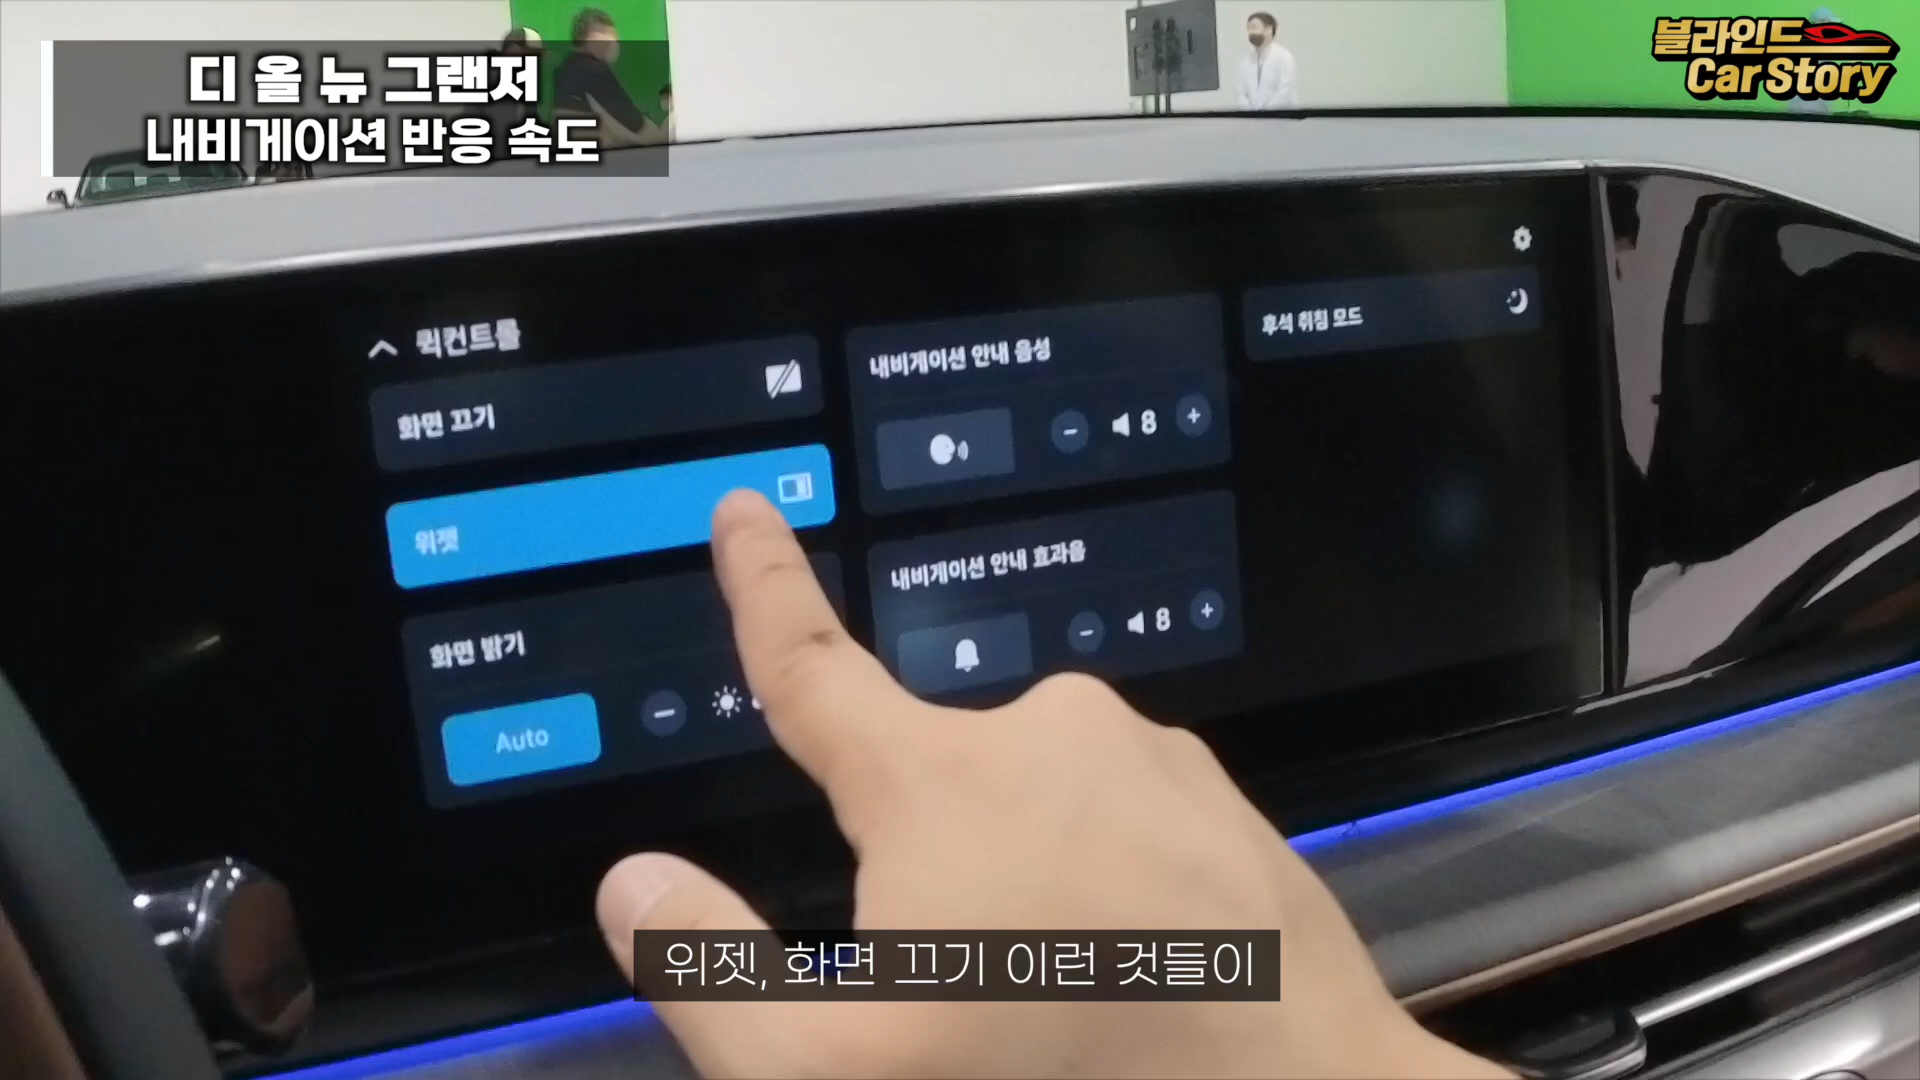 디 올 뉴 그랜저
내비게이션 반응 속도
블라인드
Car Story
퀵컨트롤
화면 끄기
위젯
화면 밝기
Auto
내비게이션 안내 음성
8
내비게이션 안내 효과음
8
후석 취침 모드
위젯, 화면 끄기 이런 것들이